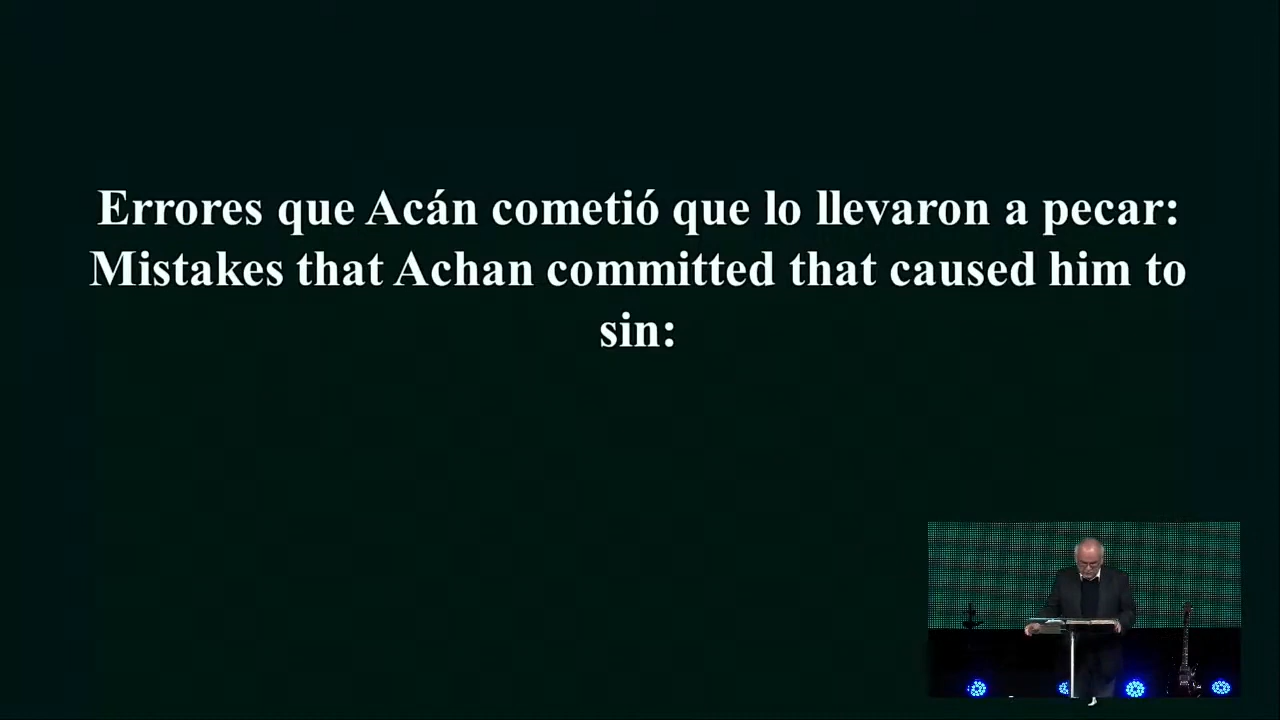 Errores que Acán cometió que lo llevaron a pecar:
Mistakes that Achan committed that caused him to
sin: